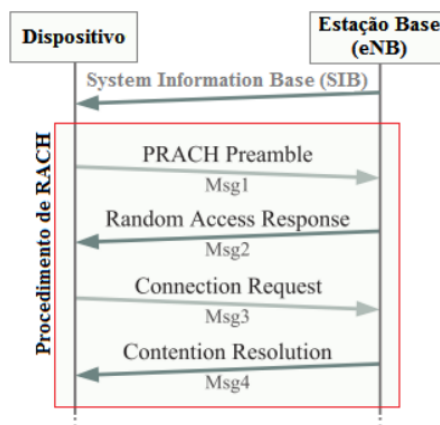 Dispositivo
Estação Base
(eNB)
System Information Base (SIB)
Procedimento de RACH
PRACH Preamble
Msg1
Random Access Response
Msg2
Connection Request
Msg3
Contention Resolution
Msg4